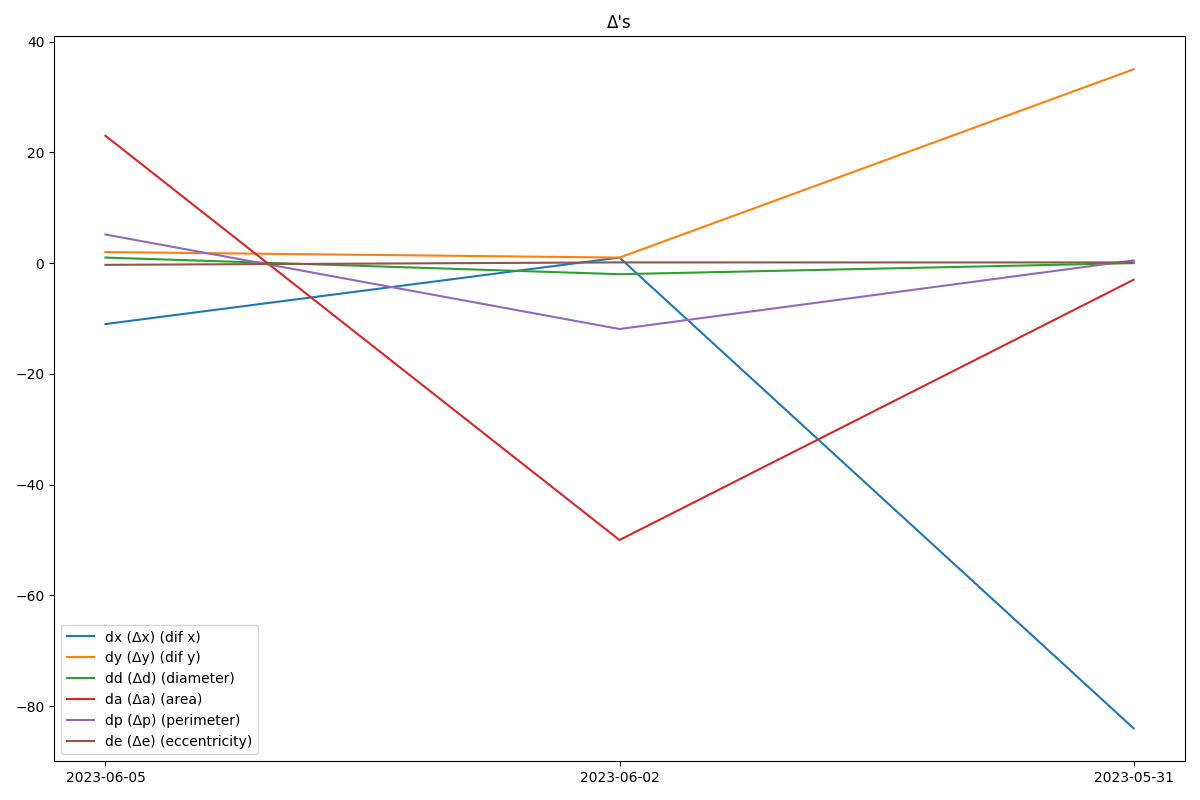 Δ's
40
20
0
−20
−40
−60
−80
dx (Δx) (dif x)
dy (Δy) (dif y)
dd (Δd) (diameter)
da (Δa) (area)
dp (Δp) (perimeter)
de (Δe) (eccentricity)
2023-06-05 2023-06-02 2023-05-31